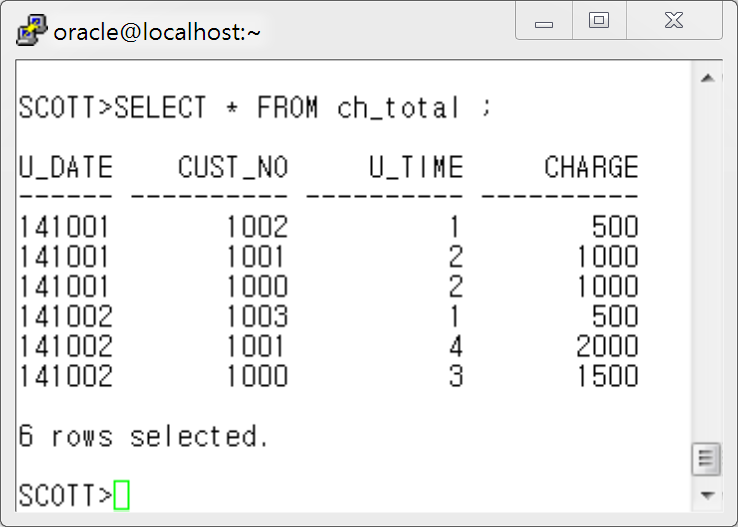 oracle@localhost:~
SCOTT>SELECT * FROM ch_total ;
U_DATE CUST_NO U_TIME CHARGE
------ ---------- ---------- ----------
141001 1002 1 500
141001 1001 2 1000
141001 1000 2 1000
141002 1003 1 500
141002 1001 4 2000
141002 1000 3 1500
6 rows selected.
SCOTT>